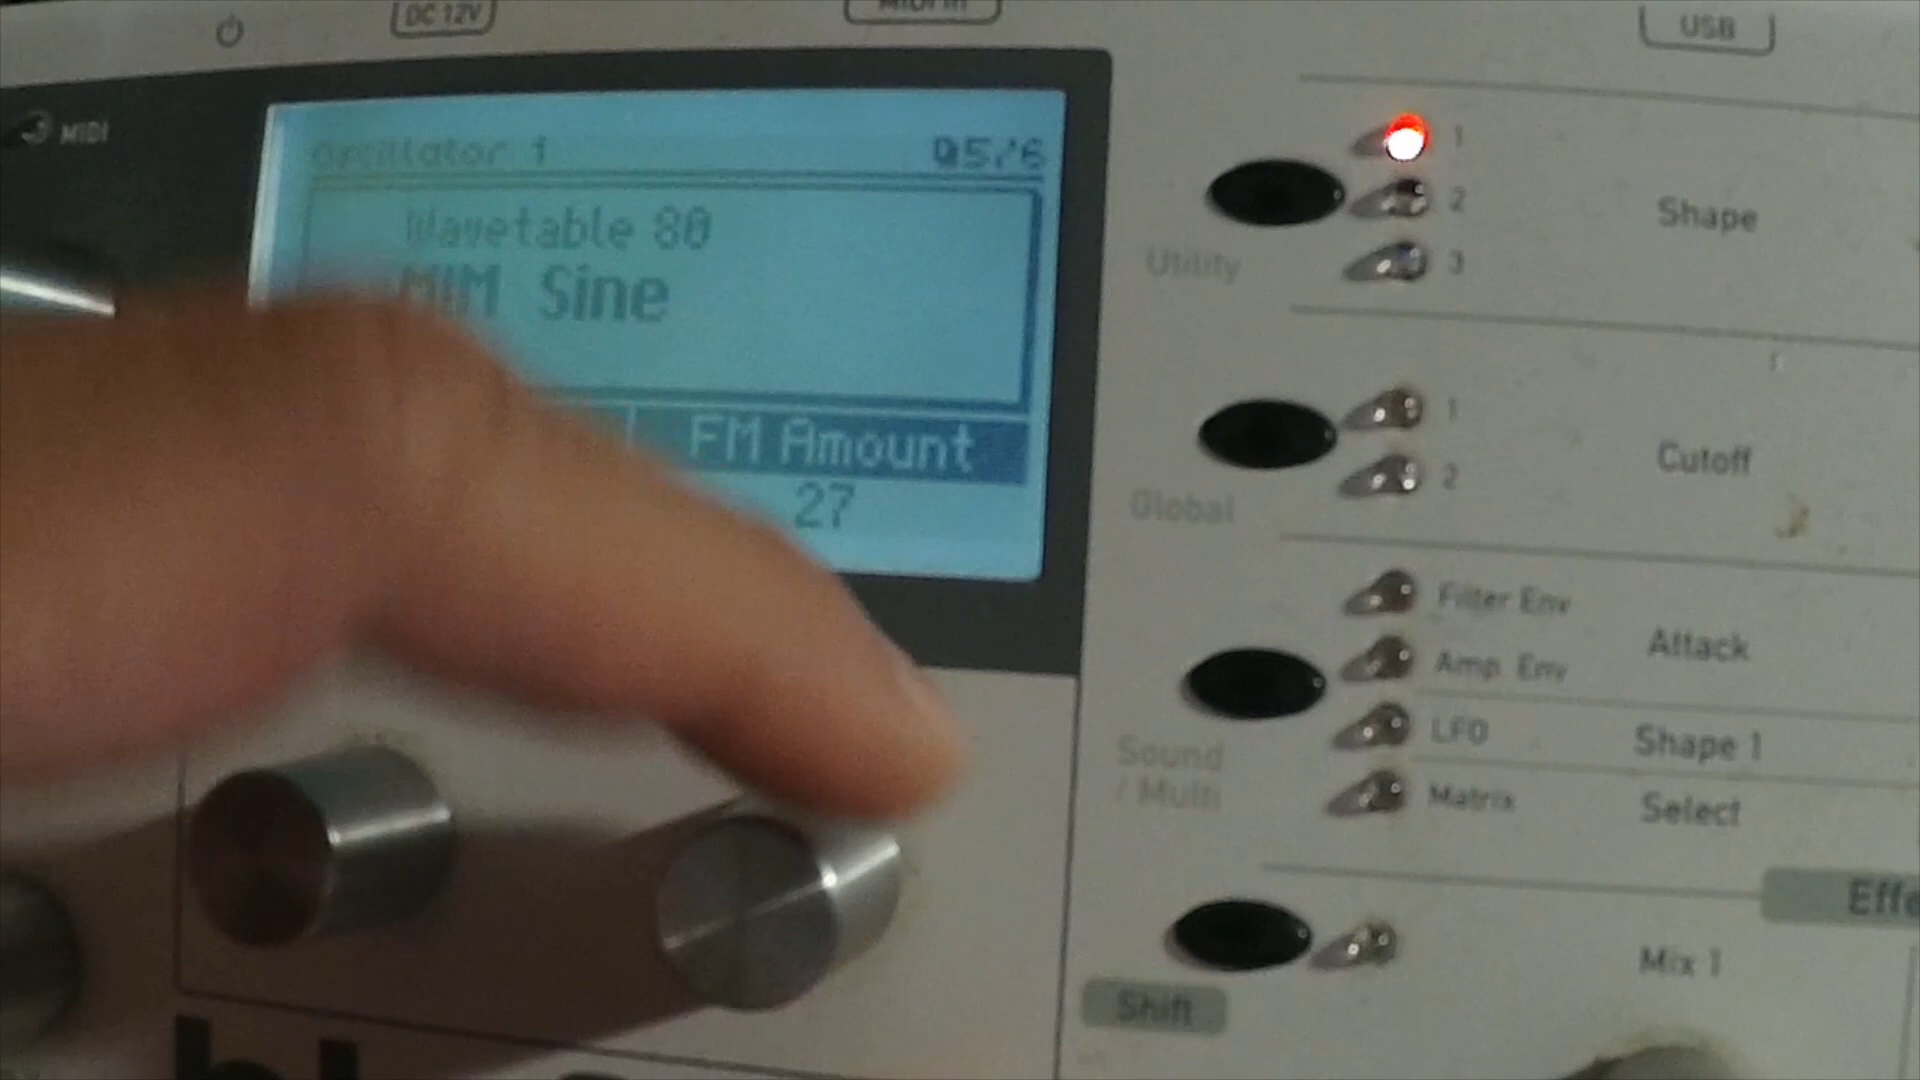 DC 12V
MIDI In
USB
MIDI
Oscillator 1
5/6
Wavetable 80
MIM Sine
FM Amount
27
1
2
3
Shape
Utility
1
2
Cutoff
Global
Filter Env
Attack
Amp Env
LFO
Shape 1
Sound
/ Multi
Matrix
Select
Mix 1
Shift